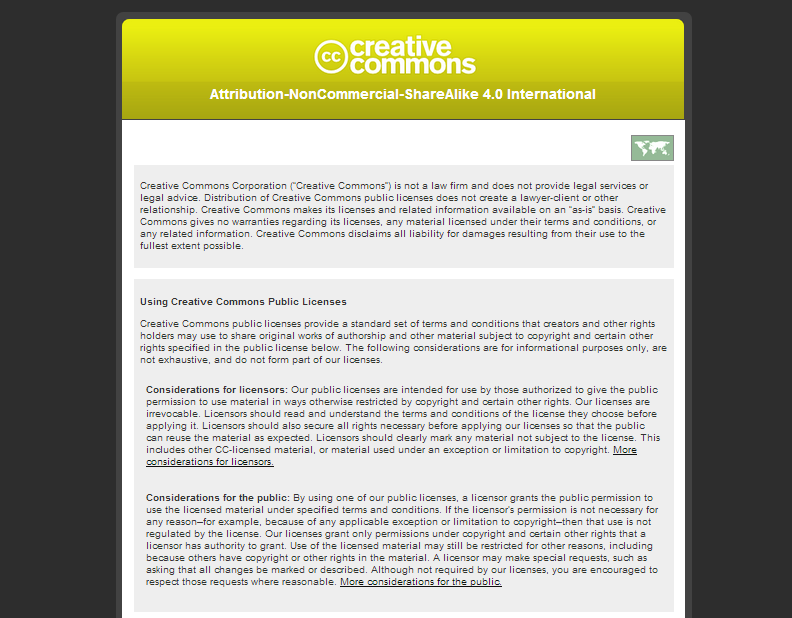 cc creative
commons
Attribution-NonCommercial-ShareAlike 4.0 International
Creative Commons Corporation ("Creative Commons") is not a law firm and does not provide legal services or
legal advice. Distribution of Creative Commons public licenses does not create a lawyer-client or other
relationship. Creative Commons makes its licenses and related information available on an "as-is" basis. Creative
Commons gives no warranties regarding its licenses, any material licensed under their terms and conditions, or
any related information. Creative Commons disclaims all liability for damages resulting from their use to the
fullest extent possible.
Using Creative Commons Public Licenses
Creative Commons public licenses provide a standard set of terms and conditions that creators and other rights
holders may use to share original works of authorship and other material subject to copyright and certain other
rights specified in the public license below. The following considerations are for informational purposes only, are
not exhaustive, and do not form part of our licenses.
Considerations for licensors: Our public licenses are intended for use by those authorized to give the public
permission to use material in ways otherwise restricted by copyright and certain other rights. Our licenses are
irrevocable. Licensors should read and understand the terms and conditions of the license they choose before
applying it. Licensors should also secure all rights necessary before applying our licenses so that the public
can reuse the material as expected. Licensors should clearly mark any material not subject to the license. This
includes other CC-licensed material, or material used under an exception or limitation to copyright. More
considerations for licensors.
Considerations for the public: By using one of our public licenses, a licensor grants the public permission to
use the licensed material under specified terms and conditions. If the licensor's permission is not necessary for
any reason–for example, because of any applicable exception or limitation to copyright–then that use is not
regulated by the license. Our licenses grant only permissions under copyright and certain other rights that a
licensor has authority to grant. Use of the licensed material may still be restricted for other reasons, including
because others have copyright or other rights in the material. A licensor may make special requests, such as
asking that all changes be marked or described. Although not required by our licenses, you are encouraged to
respect those requests where reasonable. More considerations for the public.